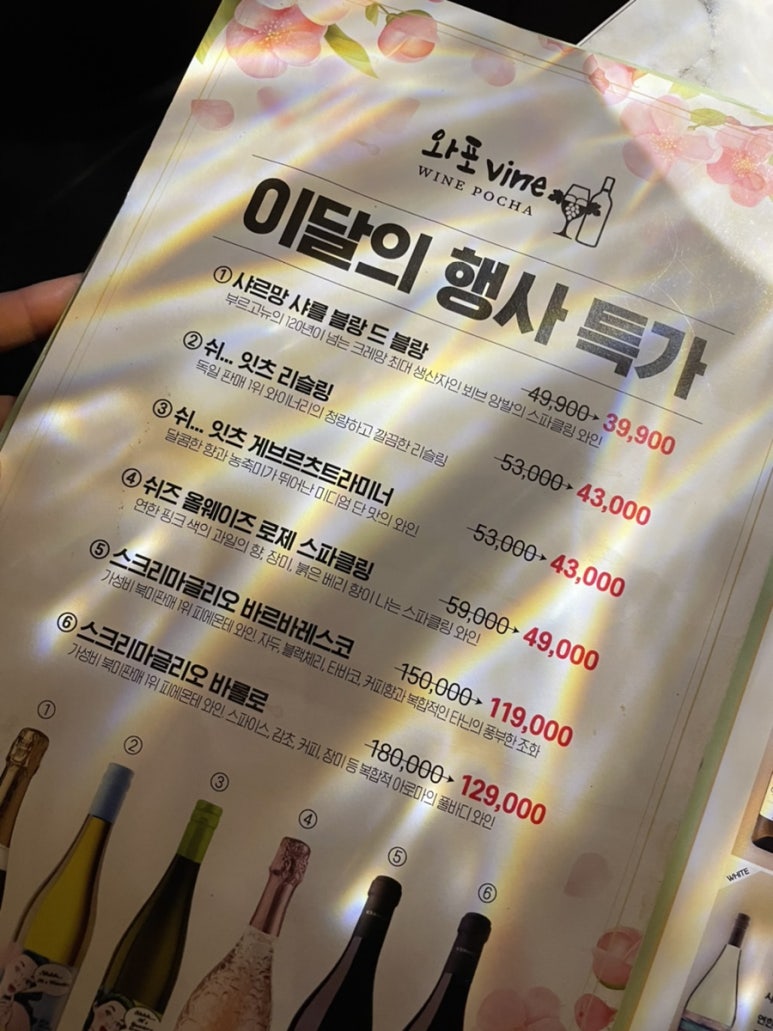 와포 vine
WINE POCHA
이달의 행사 특가
① 샤르망 샤를 블랑 드 블랑
부르고뉴의 120년이 넘는 크레망 최대 생산자인 뵈브 암발의 스파클링 와인
49,900 ▸ 39,900
② 쉬... 잇츠 리슬링
독일 판매 1위 와이너리의 청량하고 깔끔한 리슬링
53,000 ▸ 43,000
③ 쉬... 잇츠 게브르츠트라미너
달콤한 향과 농축미가 뛰어난 미디엄 단 맛의 와인
53,000 ▸ 43,000
④ 쉬즈 올웨이즈 로제 스파클링
연한 핑크 색의 과일의 향, 장미, 붉은 베리 향이 나는 스파클링 와인
59,000 ▸ 49,000
⑤ 스크리마글리오 바르바레스코
가성비 북미판매 1위 피에몬테 와인. 자두, 블랙체리, 타바코, 커피향과 복합적인 타닌의 풍부한 조화
150,000 ▸ 119,000
⑥ 스크리마글리오 바롤로
가성비 북미판매 1위 피에몬테 와인. 스파이스, 감초, 커피, 장미 등 복합적 아로마의 풀바디 와인
180,000 ▸ 129,000
①
②
③
④
⑤
⑥
WHITE